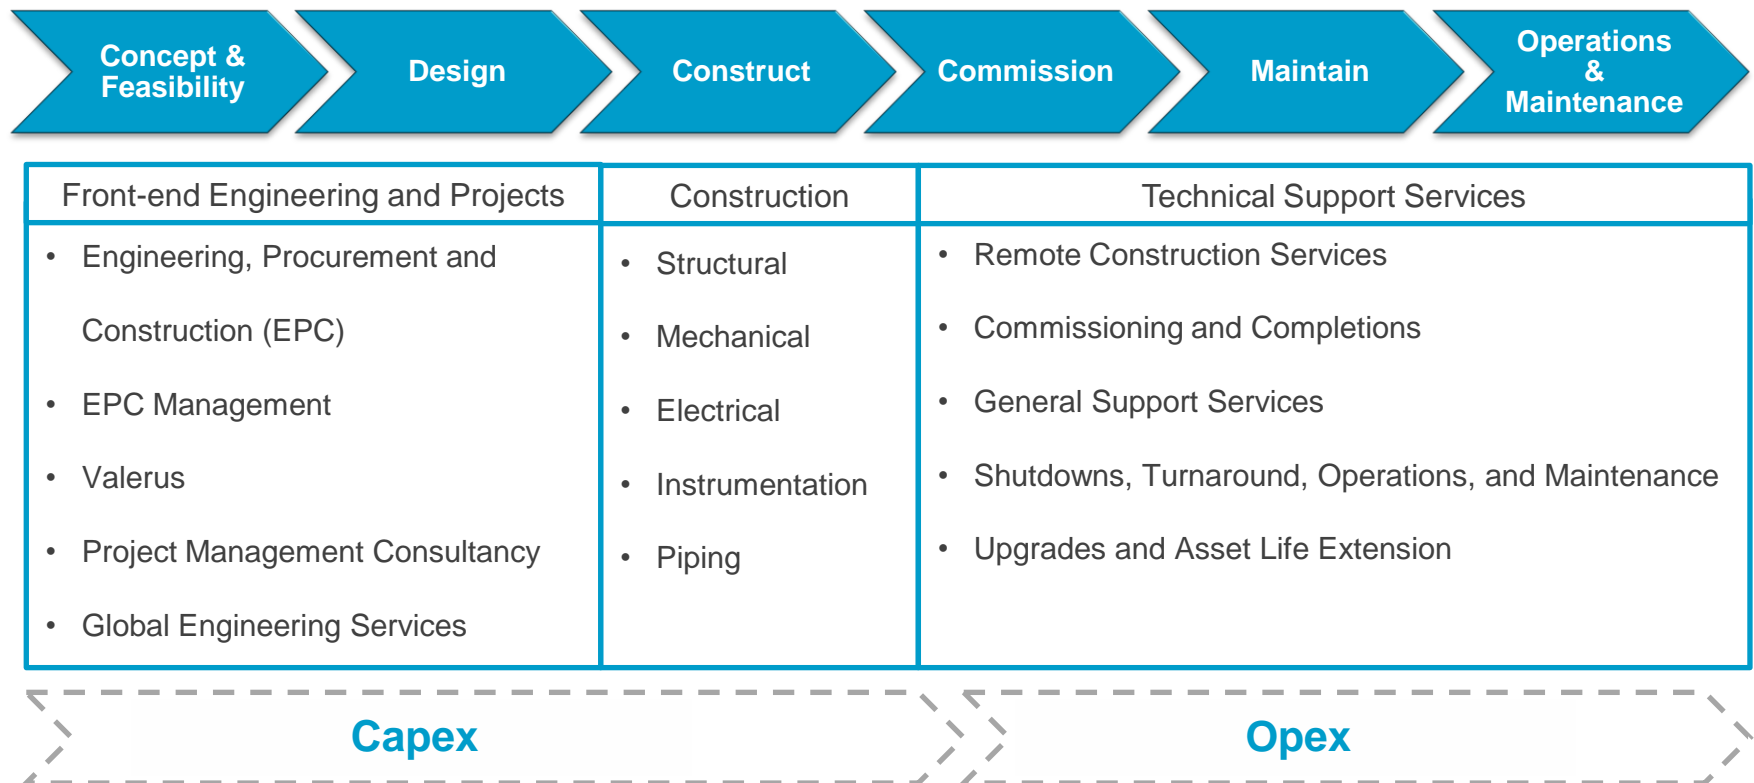 Concept &
Feasibility
Design
Construct
Commission
Maintain
Operations
&
Maintenance
Front-end Engineering and Projects
• Engineering, Procurement and
Construction (EPC)
• EPC Management
• Valerus
• Project Management Consultancy
• Global Engineering Services
Construction
• Structural
• Mechanical
• Electrical
• Instrumentation
• Piping
Technical Support Services
• Remote Construction Services
• Commissioning and Completions
• General Support Services
• Shutdowns, Turnaround, Operations, and Maintenance
• Upgrades and Asset Life Extension
Capex
Opex